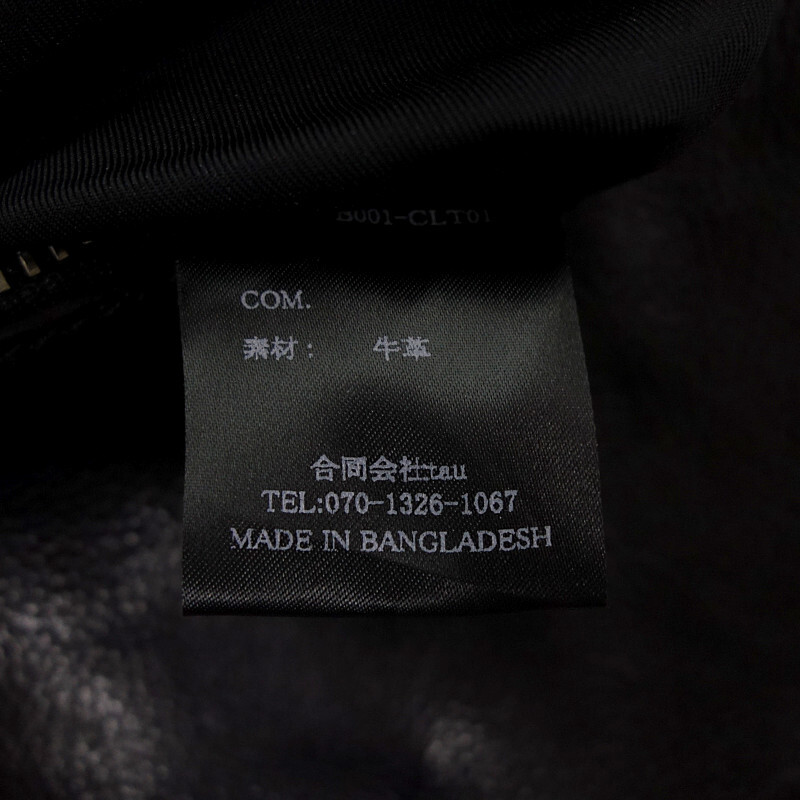 B001-CLT01
COM.
素材： 牛革
合同会社tau
TEL:070-1326-1067
MADE IN BANGLADESH